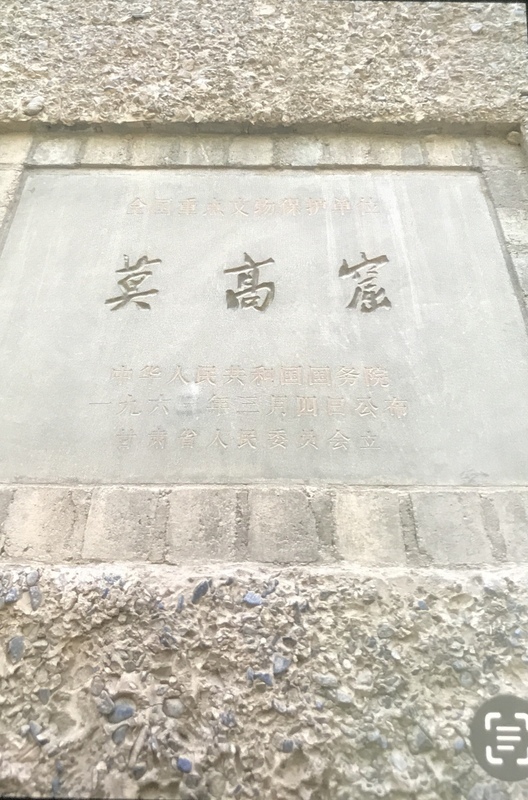 全国重点文物保护单位
莫高窟
中华人民共和国国务院
一九六一年三月四日公布
甘肃省人民委员会立